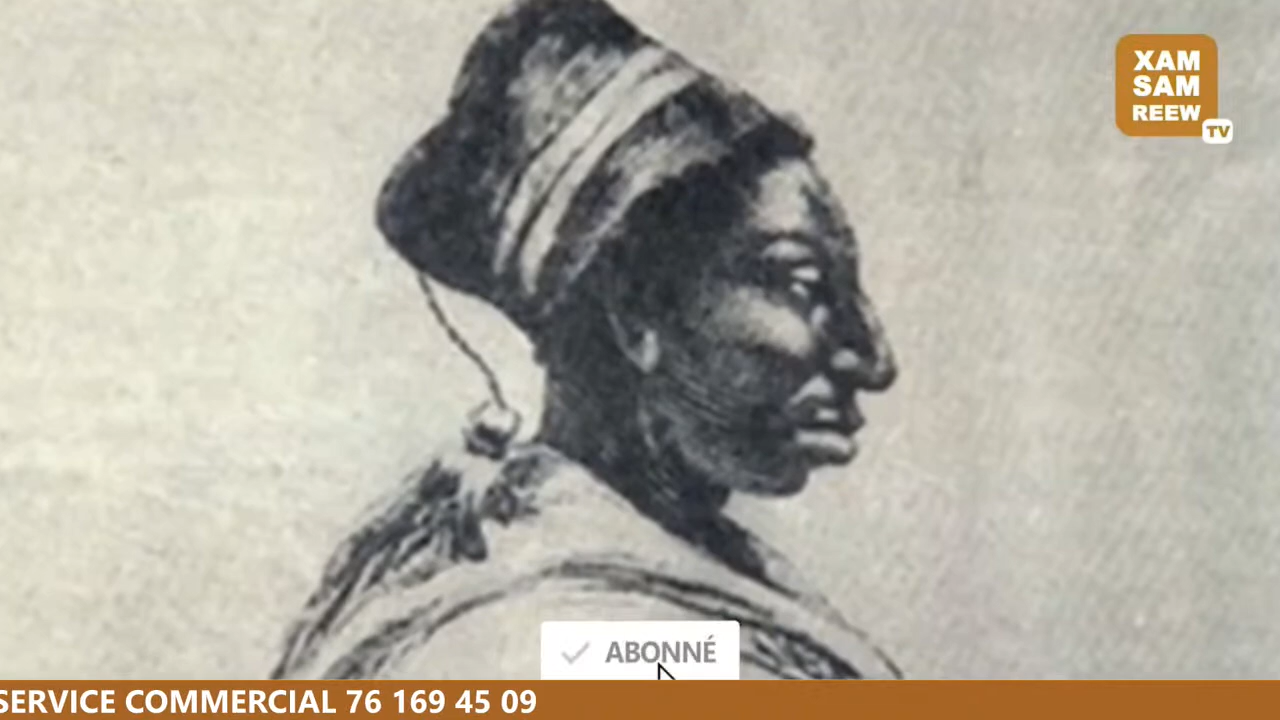 XAM
SAM
REEW
TV
ABONNÉ
SERVICE COMMERCIAL 76 169 45 09